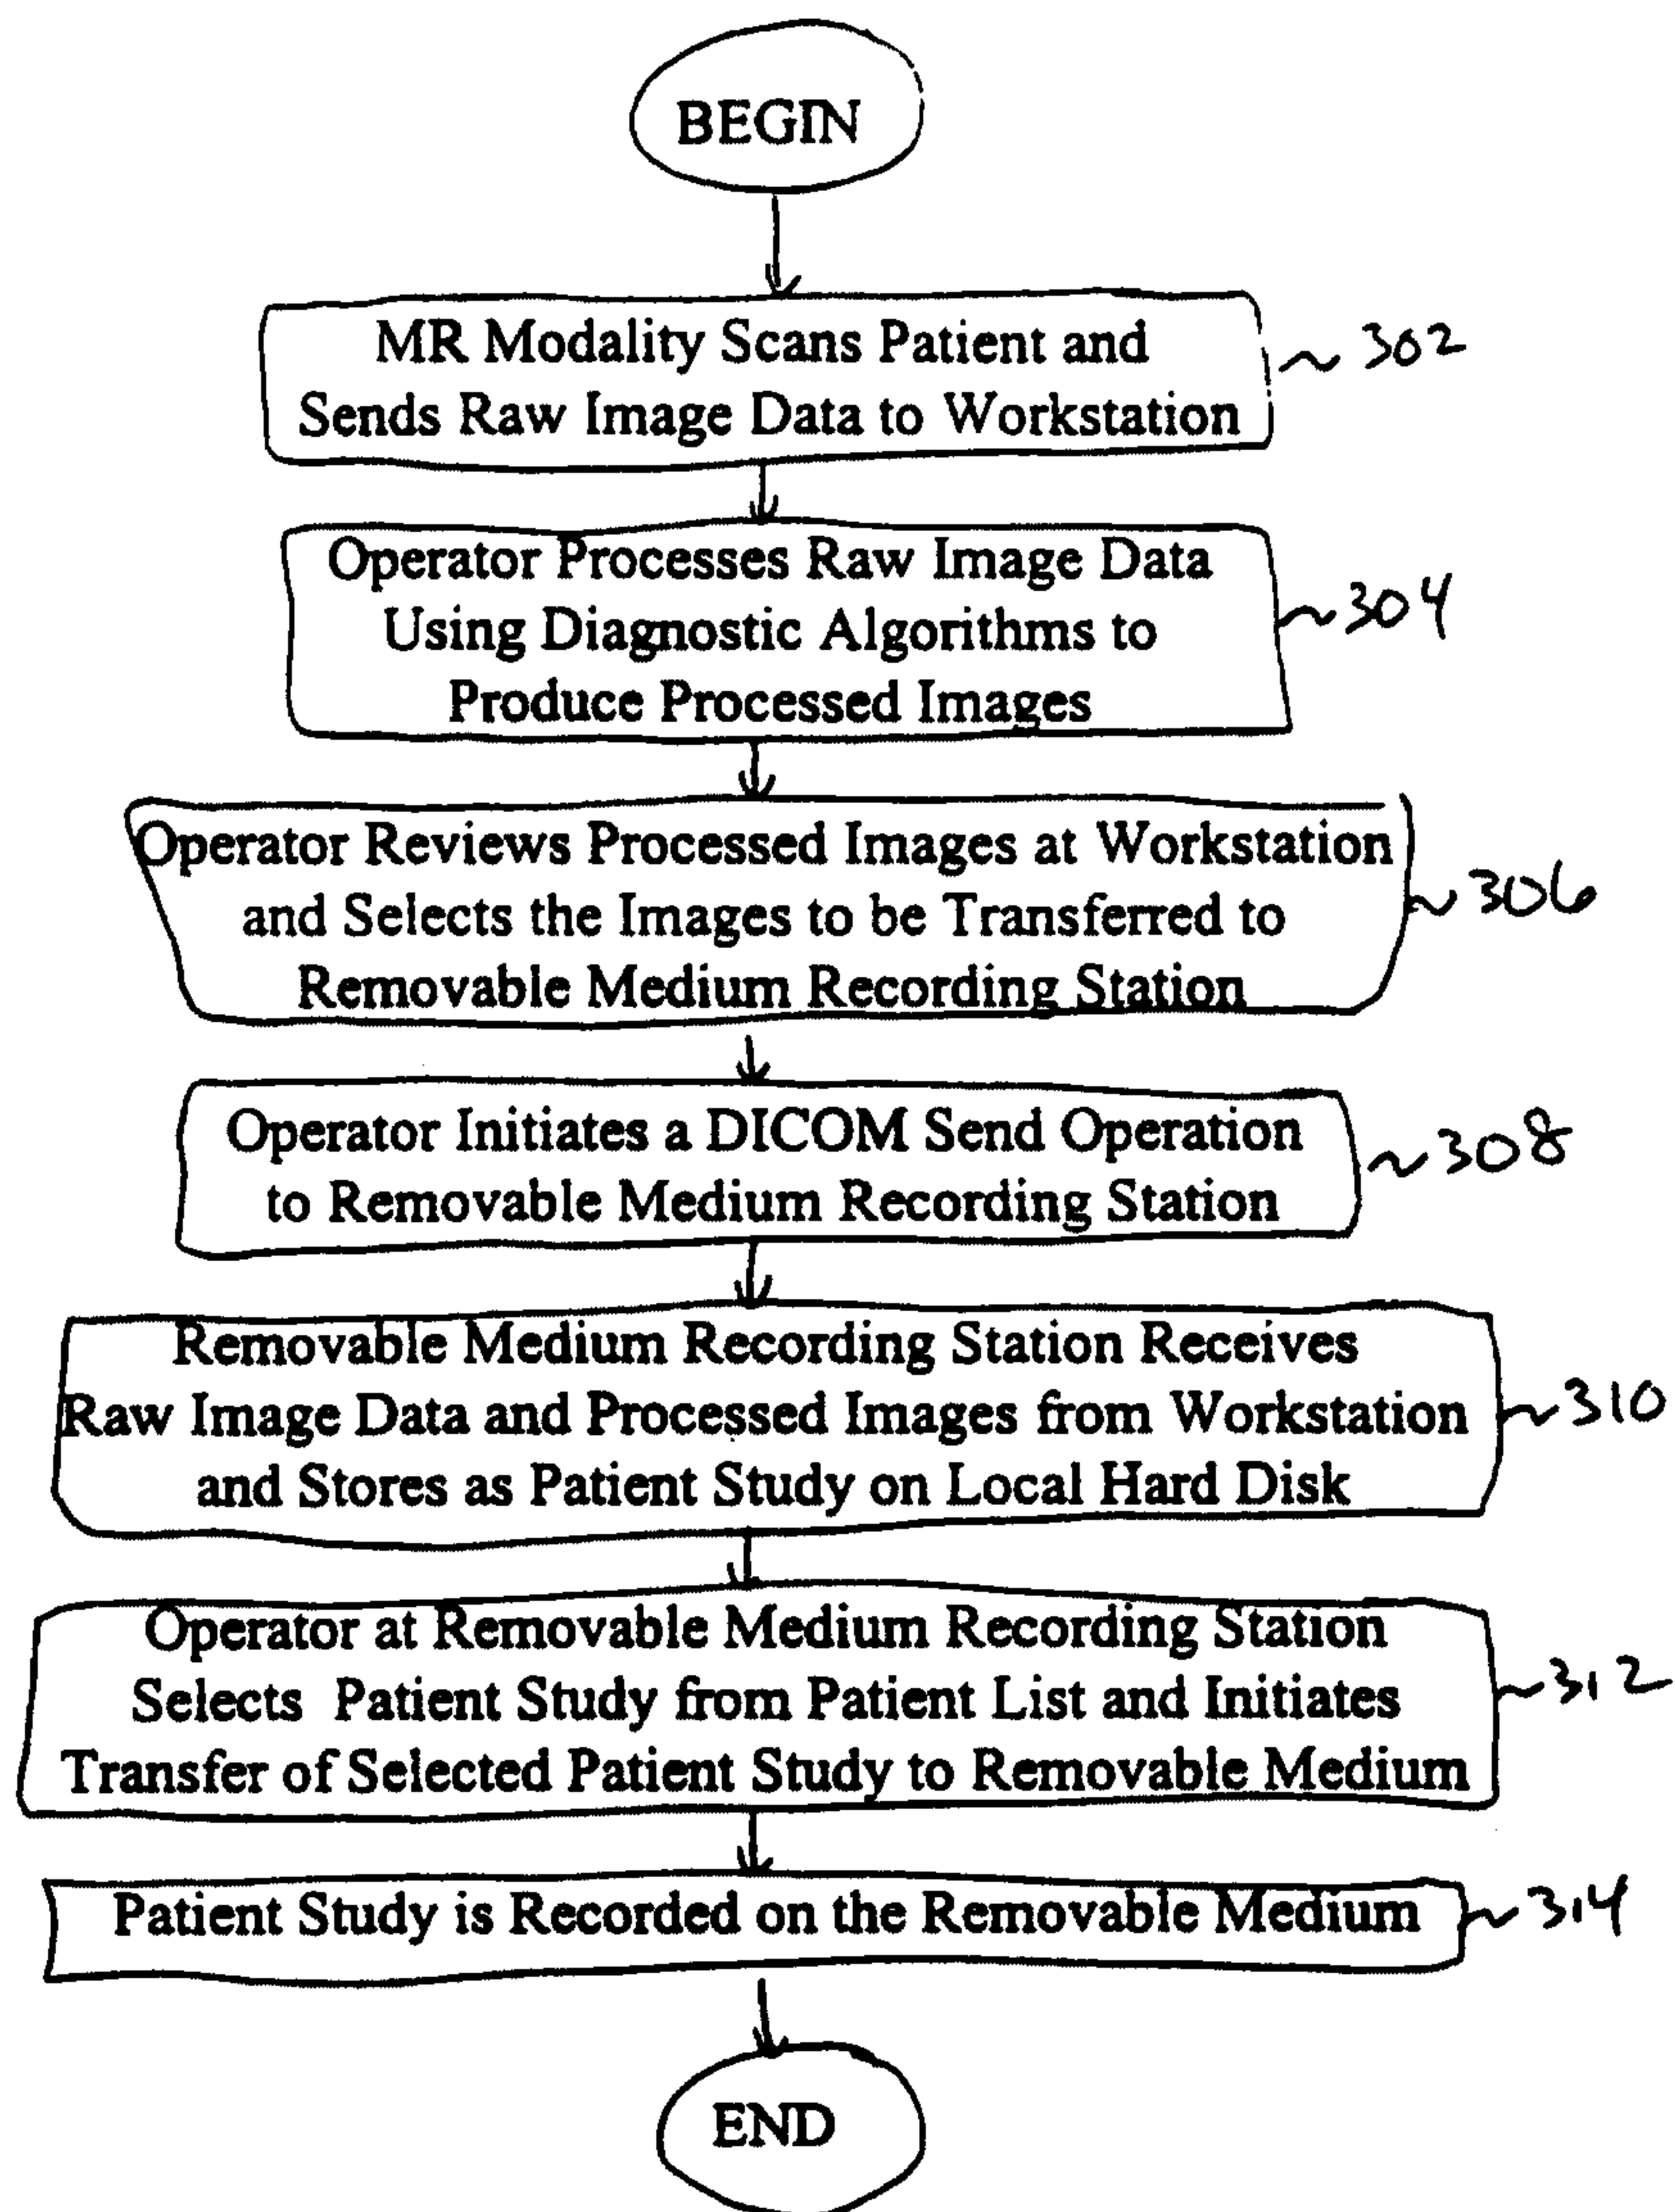 BEGIN
MR Modality Scans Patient and
Sends Raw Image Data to Workstation
~ 302
Operator Processes Raw Image Data
Using Diagnostic Algorithms to
Produce Processed Images
~304
Operator Reviews Processed Images at Workstation
and Selects the Images to be Transferred to
Removable Medium Recording Station
~306
Operator Initiates a DICOM Send Operation
to Removable Medium Recording Station
~308
Removable Medium Recording Station Receives
Raw Image Data and Processed Images from Workstation
and Stores as Patient Study on Local Hard Disk
~310
Operator at Removable Medium Recording Station
Selects Patient Study from Patient List and Initiates
Transfer of Selected Patient Study to Removable Medium
~312
Patient Study is Recorded on the Removable Medium
~314
END